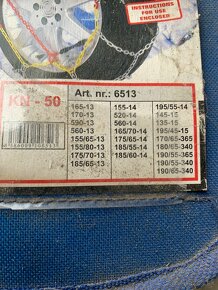 INSTRUCTIONS
FOR USE
ENCLOSED
KN - 50
Art. nr.: 6513
165-13 155-14 195/55-14
170-13 520-14 145-15
590-13 560-14 135-15
560-13 165/70-14 195/45-15
155/65-13 175/65-14 170/65-365
155/80-13 185/55-14 180/65-340
175/70-13 185/60-14 190/55-340
185/65-13 190/65-340